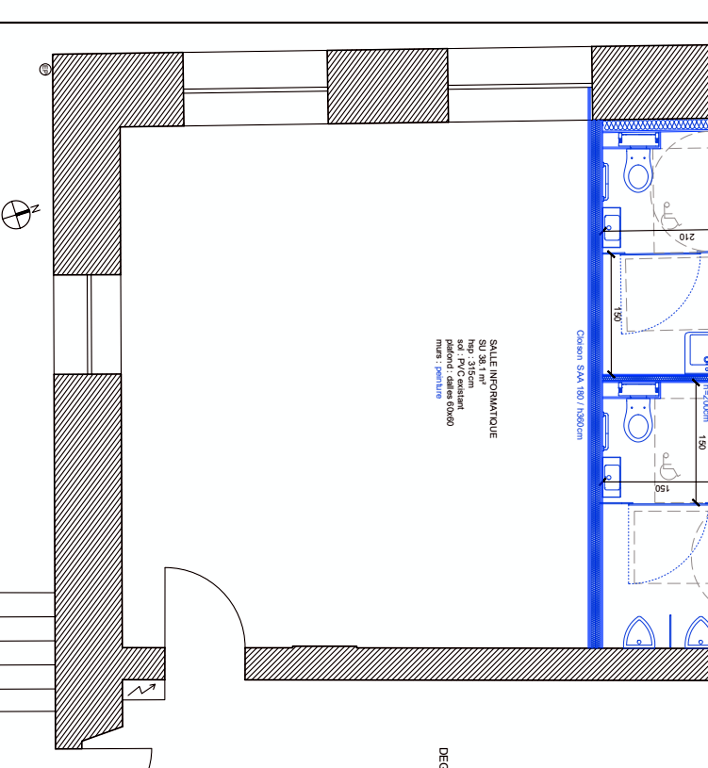 SALLE INFORMATIQUE
SU 38.1 m²
hsp : 315cm
sol : PVC existant
plafond : dalles 60x60
murs : peinture
Cloison SAA 180 / h360cm
210
150
h=200cm
150
150
N